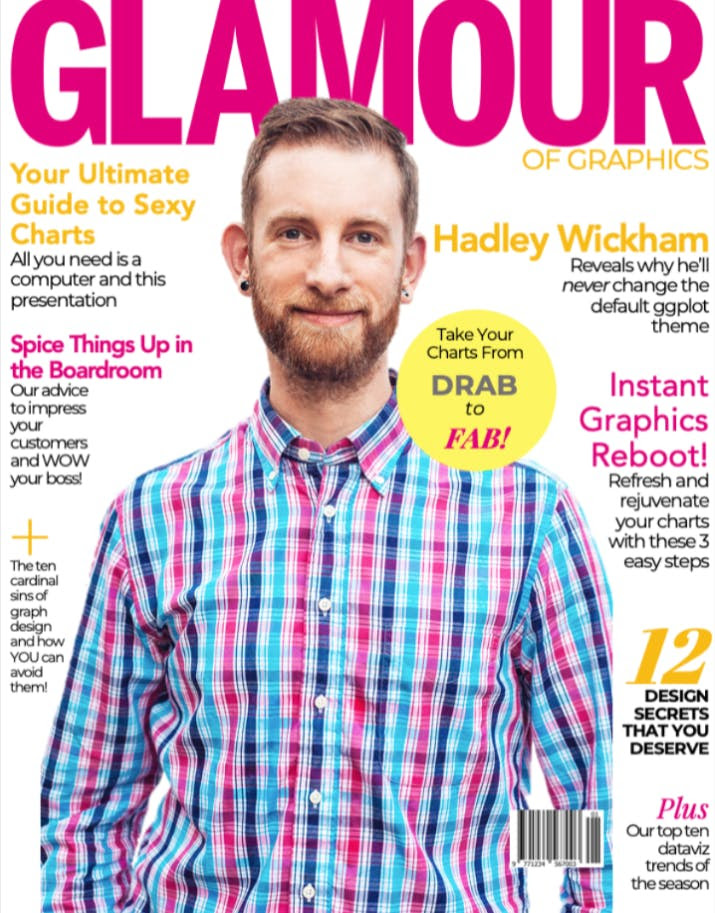 GLAMOUR
OF GRAPHICS
Your Ultimate
Guide to Sexy
Charts
All you need is a
computer and this
presentation
Spice Things Up in
the Boardroom
Our advice
to impress
your
customers
and WOW
your boss!
+
The ten
cardinal
sins of
graph
design
and how
YOU can
avoid
them!
Hadley Wickham
Reveals why he'll
never change the
default ggplot
theme
Take Your
Charts From
DRAB
to
FAB!
Instant
Graphics
Reboot!
Refresh and
rejuvenate
your charts
with these 3
easy steps
12
DESIGN
SECRETS
THAT YOU
DESERVE
Plus
Our top ten
dataviz
trends of
the season
9 771234 567003